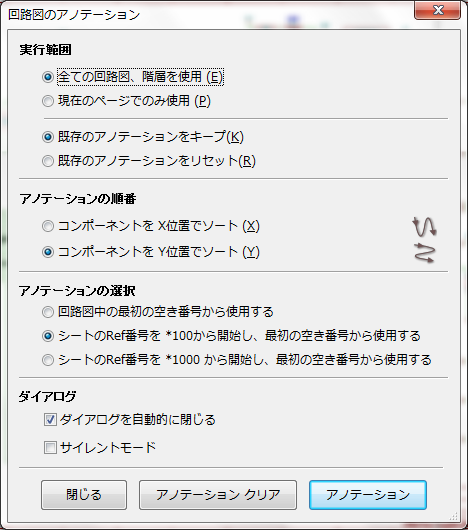 回路図のアノテーション
実行範囲
全ての回路図、階層を使用 (E)
現在のページでのみ使用 (P)
既存のアノテーションをキープ(K)
既存のアノテーションをリセット(R)
アノテーションの順番
コンポーネントを X位置でソート (X)
コンポーネントを Y位置でソート (Y)
アノテーションの選択
回路図中の最初の空き番号から使用する
シートのRef番号を *100から開始し、最初の空き番号から使用する
シートのRef番号を *1000 から開始し、最初の空き番号から使用する
ダイアログ
ダイアログを自動的に閉じる
サイレントモード
閉じる
アノテーション クリア
アノテーション